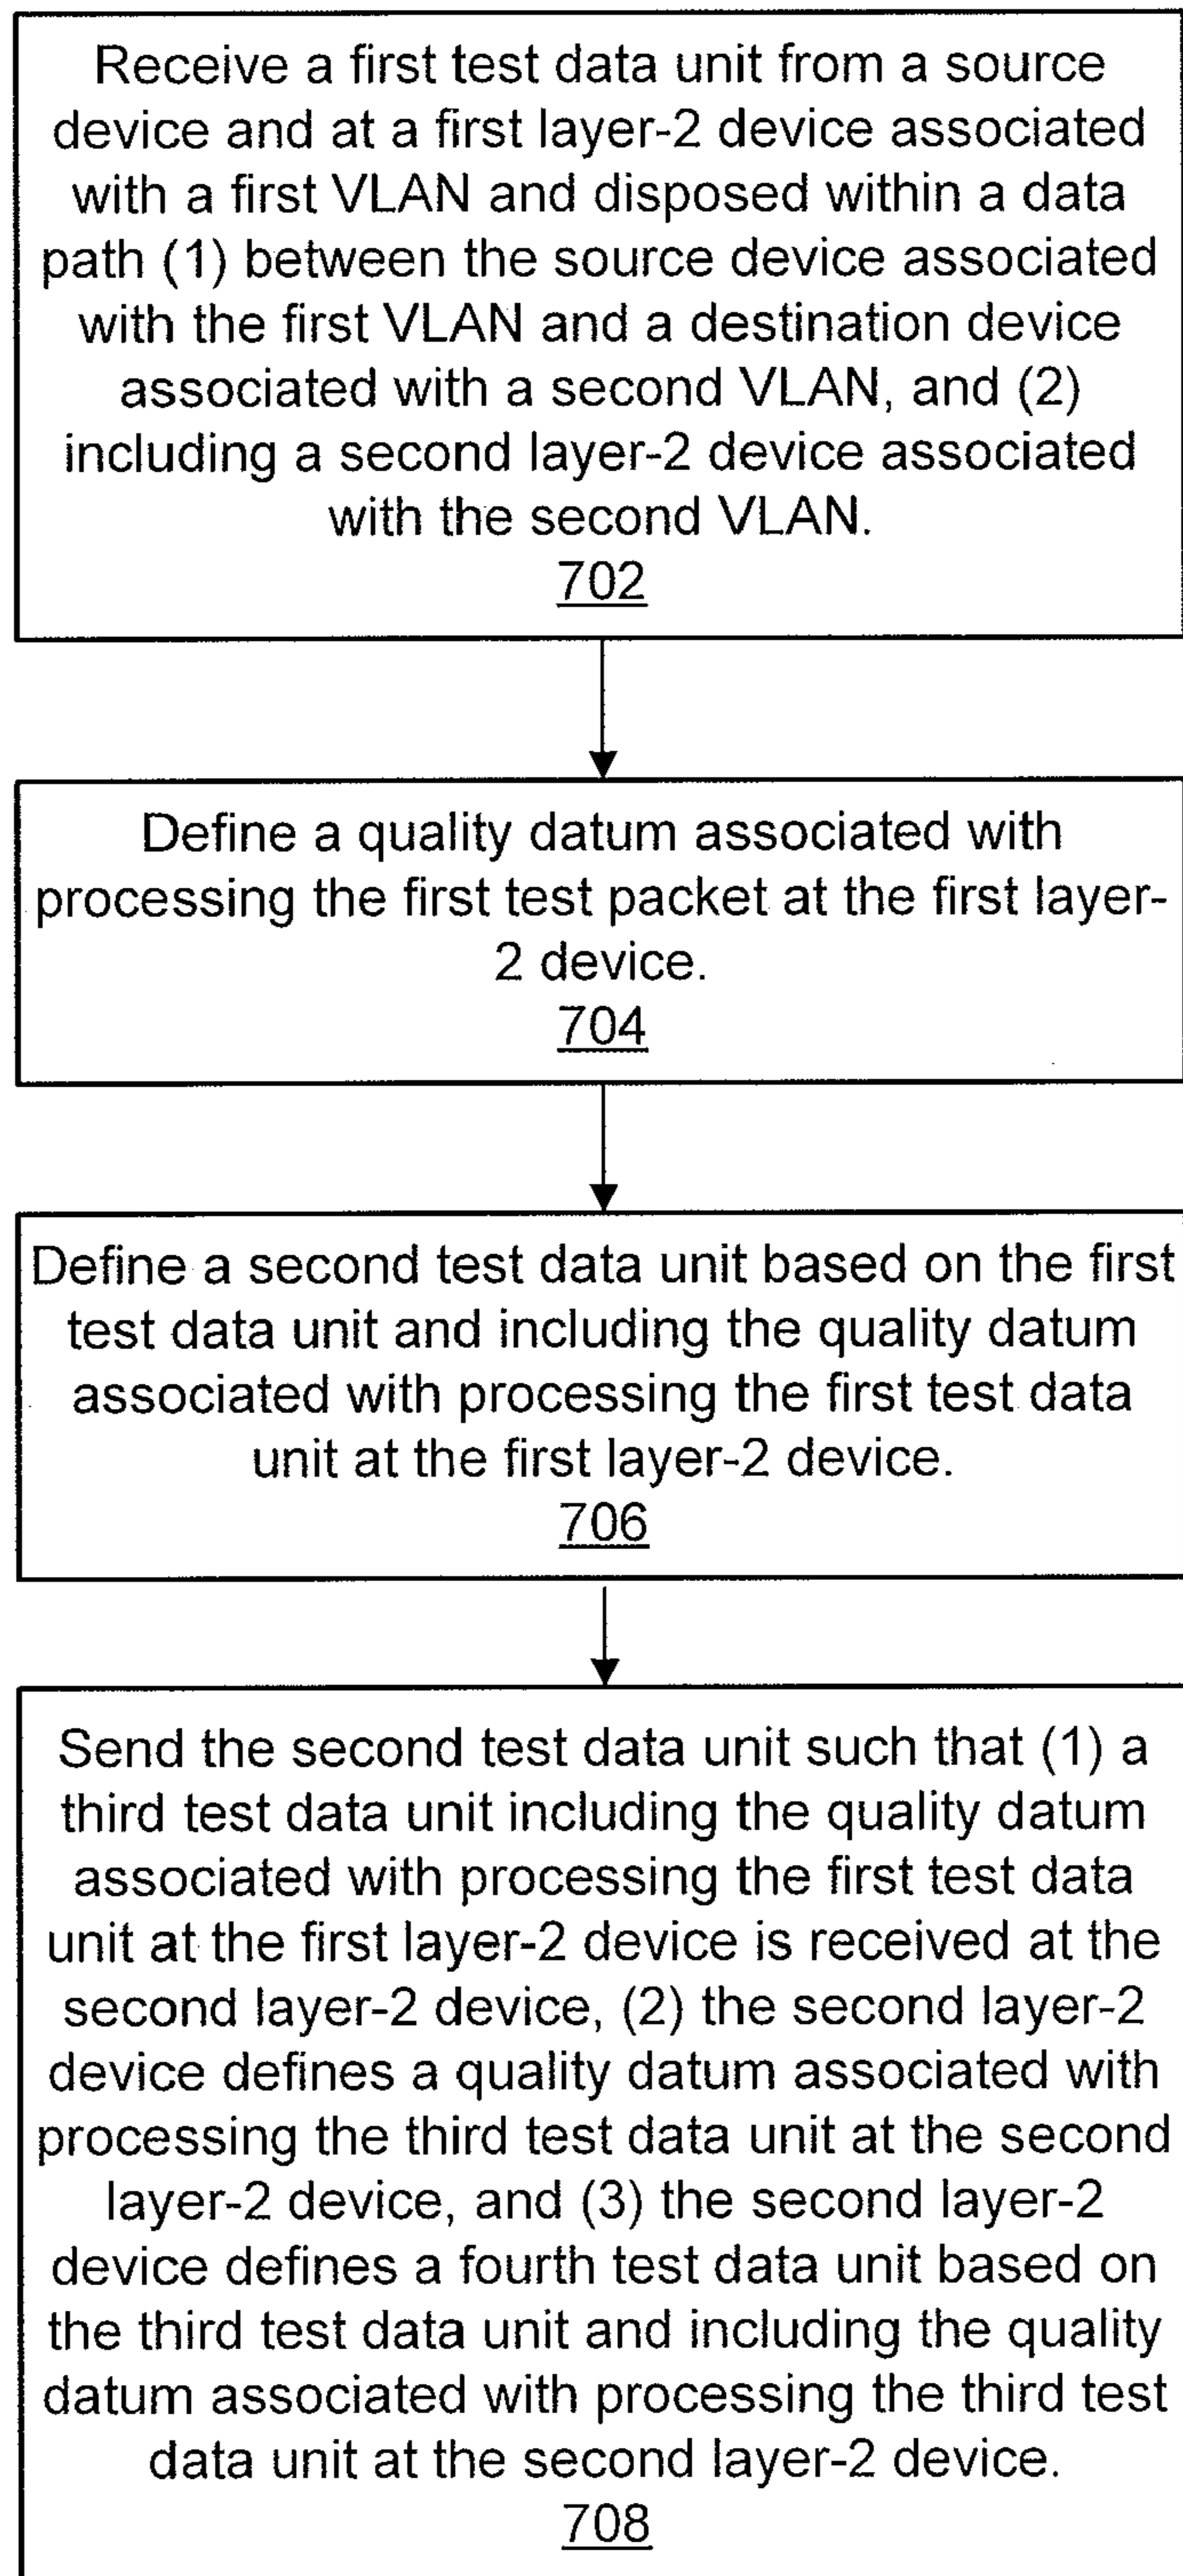 Receive a first test data unit from a source
device and at a first layer-2 device associated
with a first VLAN and disposed within a data
path (1) between the source device associated
with the first VLAN and a destination device
associated with a second VLAN, and (2)
including a second layer-2 device associated
with the second VLAN.
702
Define a quality datum associated with
processing the first test packet at the first layer-
2 device.
704
Define a second test data unit based on the first
test data unit and including the quality datum
associated with processing the first test data
unit at the first layer-2 device.
706
Send the second test data unit such that (1) a
third test data unit including the quality datum
associated with processing the first test data
unit at the first layer-2 device is received at the
second layer-2 device, (2) the second layer-2
device defines a quality datum associated with
processing the third test data unit at the second
layer-2 device, and (3) the second layer-2
device defines a fourth test data unit based on
the third test data unit and including the quality
datum associated with processing the third test
data unit at the second layer-2 device.
708